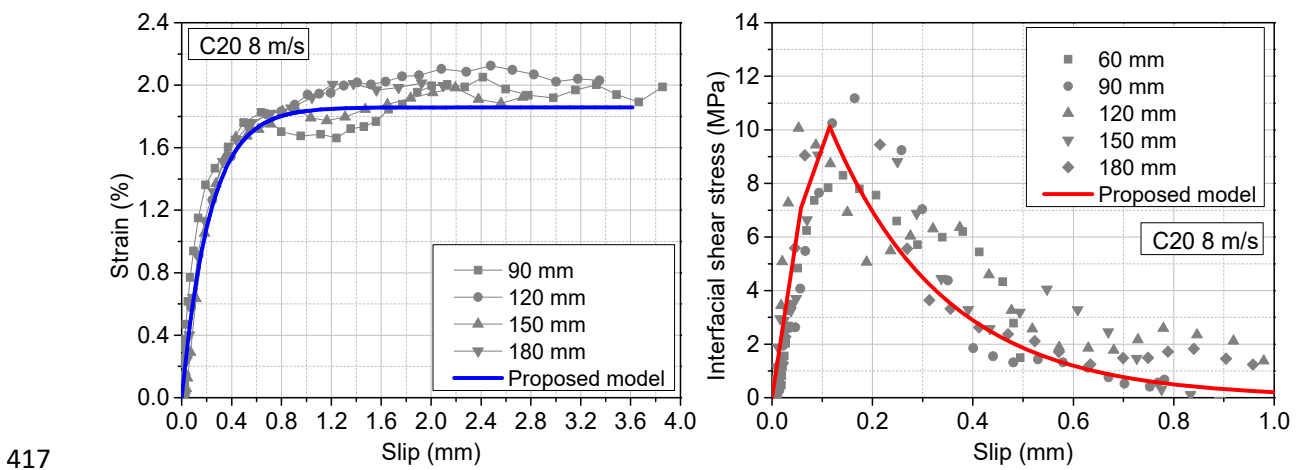 C20 8 m/s
Strain (%)
2.4
2.0
1.6
1.2
0.8
0.4
0.0
90 mm
120 mm
150 mm
180 mm
Proposed model
0.0 0.4 0.8 1.2 1.6 2.0 2.4 2.8 3.2 3.6 4.0
Slip (mm)
Interfacial shear stress (MPa)
14
12
10
8
6
4
2
0
60 mm
90 mm
120 mm
150 mm
180 mm
Proposed model
C20 8 m/s
0.0 0.2 0.4 0.6 0.8 1.0
Slip (mm)
417